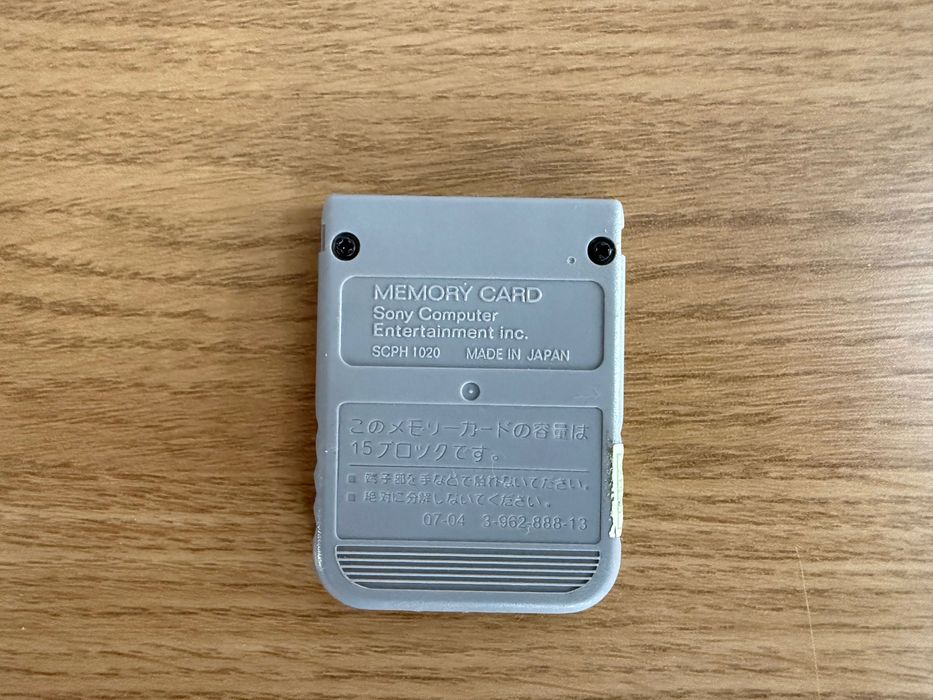 MEMORY CARD
Sony Computer
Entertainment inc.
SCPH 1020 MADE IN JAPAN
このメモリーカードの容量は
15ブロックです。
■ 端子部を手などで触れないでください。
■ 絶対に分解しないでください。
07-04 3-962-888-13